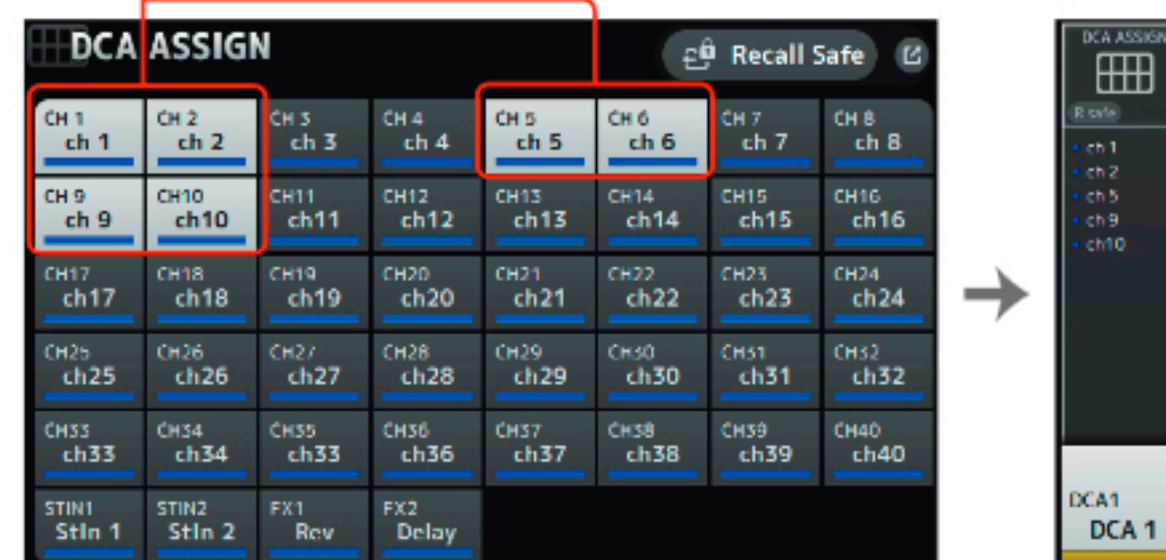 DCA ASSIGN
Recall Safe
CH 1 CH 2 CH 3 CH 4 CH 5 CH 6 CH 7 CH 8
ch 1 ch 2 ch 3 ch 4 ch 5 ch 6 ch 7 ch 8
CH 9 CH10 CH11 CH12 CH13 CH14 CH15 CH16
ch 9 ch10 ch11 ch12 ch13 ch14 ch15 ch16
CH17 CH18 CH19 CH20 CH21 CH22 CH23 CH24
ch17 ch18 ch19 ch20 ch21 ch22 ch23 ch24
CH25 CH26 CH27 CH28 CH29 CH30 CH31 CH32
ch25 ch26 ch27 ch28 ch29 ch30 ch31 ch32
CH33 CH34 CH35 CH36 CH37 CH38 CH39 CH40
ch33 ch34 ch33 ch36 ch37 ch38 ch39 ch40
STIN1 STIN2 FX1 FX2
StIn 1 StIn 2 Rev Delay
DCA ASSIGN
R safe
ch 1
ch 2
ch 5
ch 9
ch10
DCA1
DCA 1